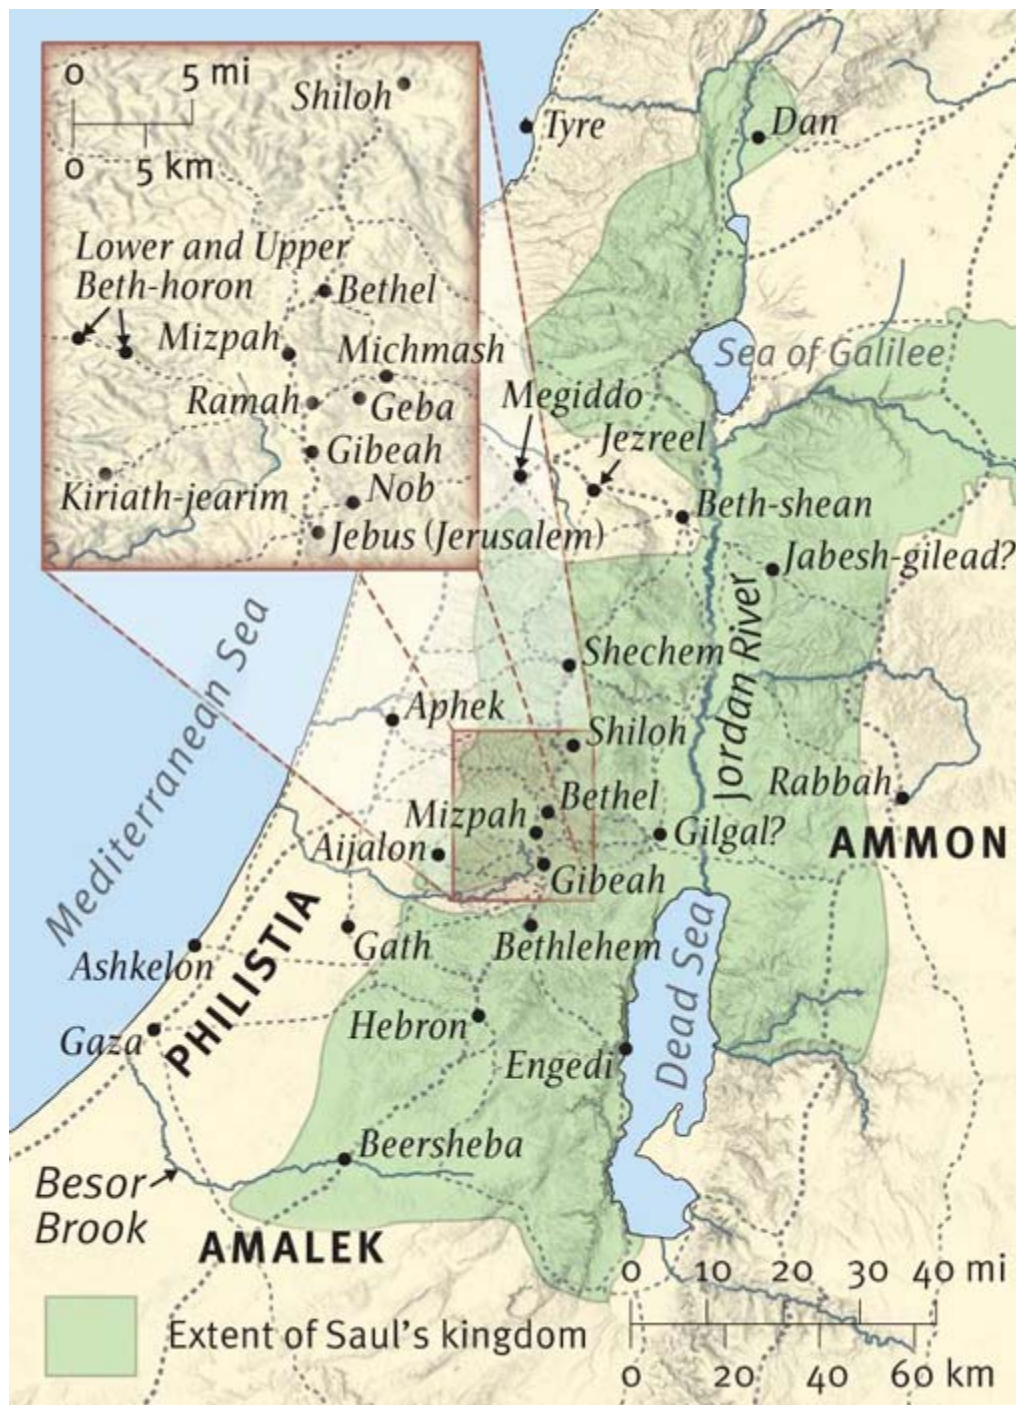 0 5 mi
0 5 km
Shiloh
Lower and Upper
Beth-horon
Bethel
Mizpah
Michmash
Ramah
Geba
Gibeah
Kiriath-jearim
Nob
Jebus (Jerusalem)
Tyre
Dan
Sea of Galilee
Megiddo
Jezreel
Beth-shean
Jabesh-gilead?
Mediterranean Sea
Jordan River
Shechem
Aphek
Shiloh
Rabbah
Bethel
Mizpah
Gilgal?
AMMON
Aijalon
Gibeah
PHILISTIA
Gath
Bethlehem
Ashkelon
Dead Sea
Hebron
Gaza
Engedi
Beersheba
Besor
Brook
AMALEK
0 10 20 30 40 mi
0 20 40 60 km
Extent of Saul's kingdom